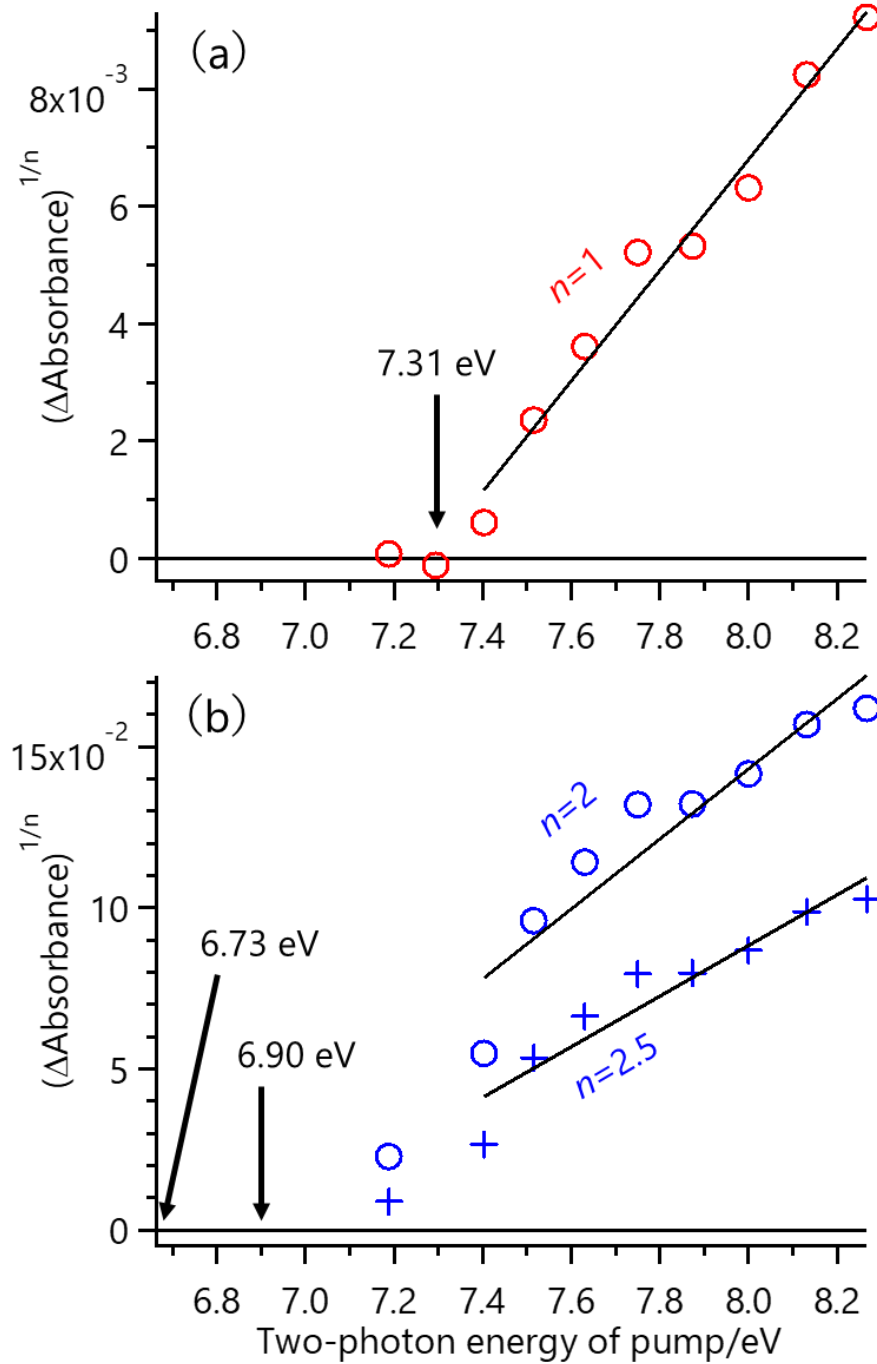 (a)
8x10-3
6
4
2
0
(ΔAbsorbance)1/n
n=1
7.31 eV
6.8 7.0 7.2 7.4 7.6 7.8 8.0 8.2
(b)
15x10-2
10
5
0
(ΔAbsorbance)1/n
n=2
6.73 eV
6.90 eV
n=2.5
6.8 7.0 7.2 7.4 7.6 7.8 8.0 8.2
Two-photon energy of pump/eV